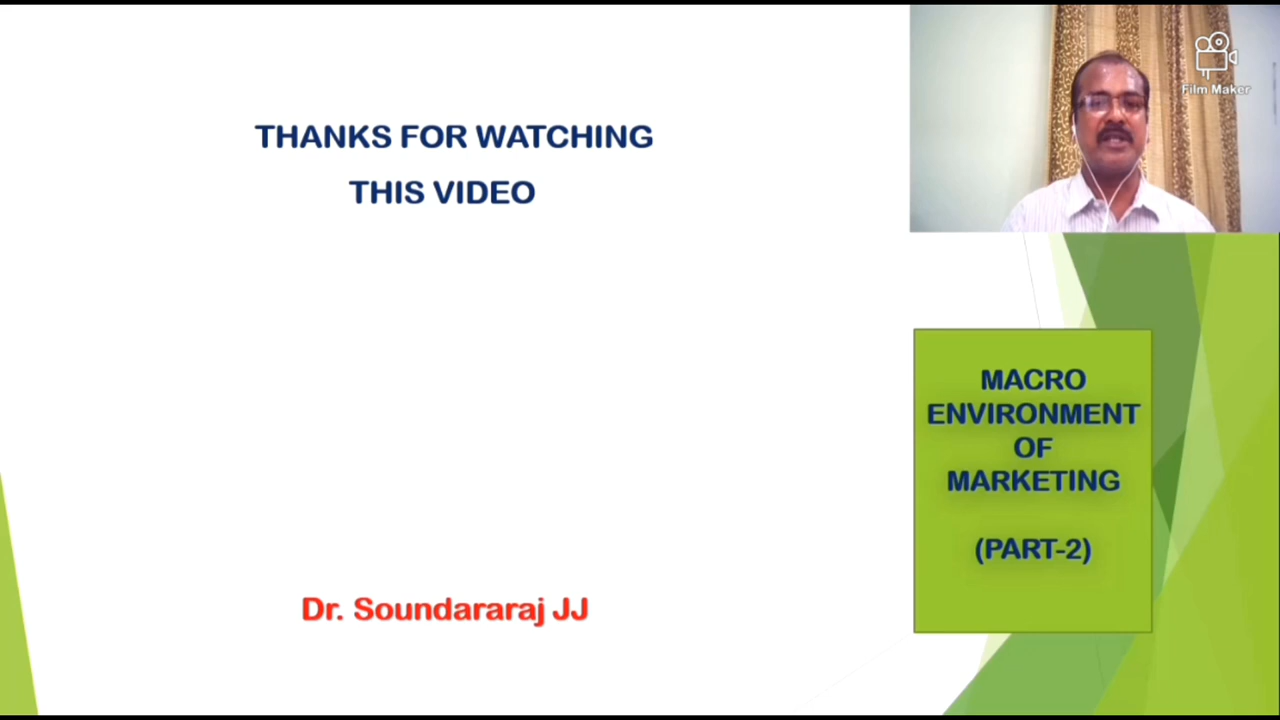 THANKS FOR WATCHING
THIS VIDEO
Dr. Soundararaj JJ
Film Maker
MACRO
ENVIRONMENT
OF
MARKETING
(PART-2)